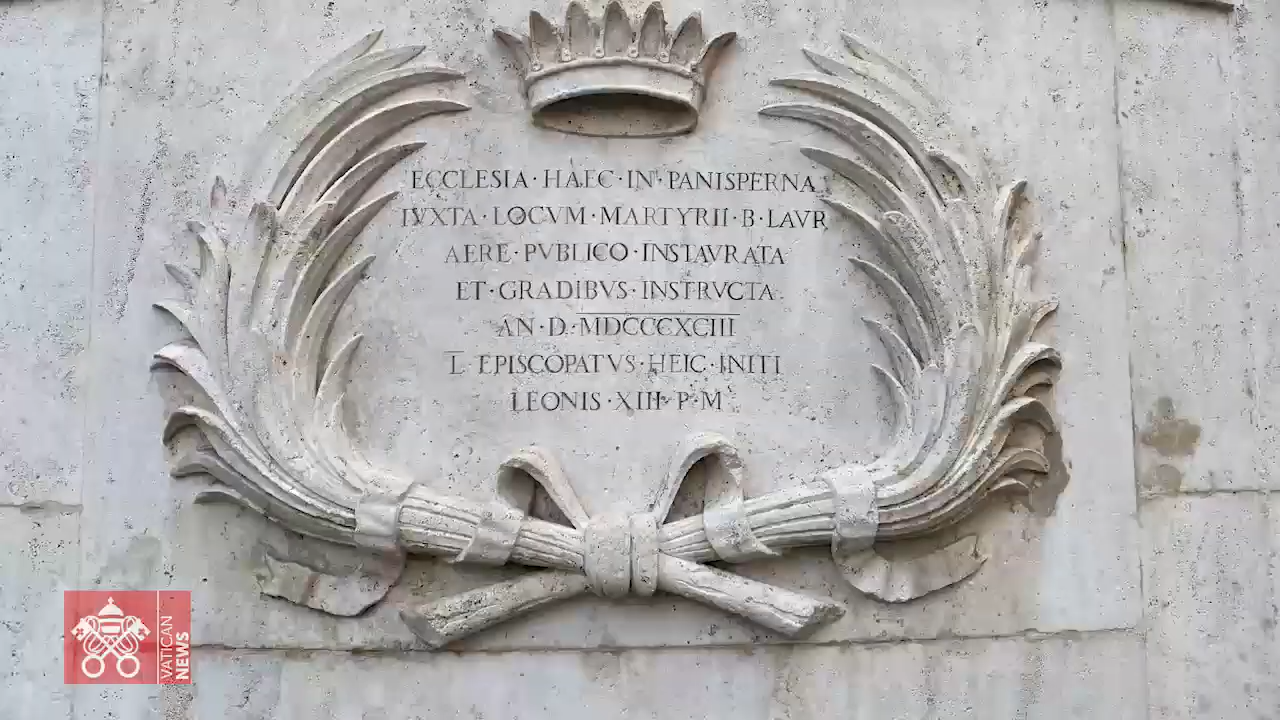 ECCLESIA · HAEC · IN · PANISPERNA
IVXTA · LOCVM · MARTYRII · B · LAVR
AERE · PVBLICO · INSTAVRATA
ET · GRADIBVS · INSTRVCTA
AN · D · MDCCCXCIII
L EPISCOPATVS · HEIC · INITI
LEONIS · XIII · P · M
VATICAN
NEWS